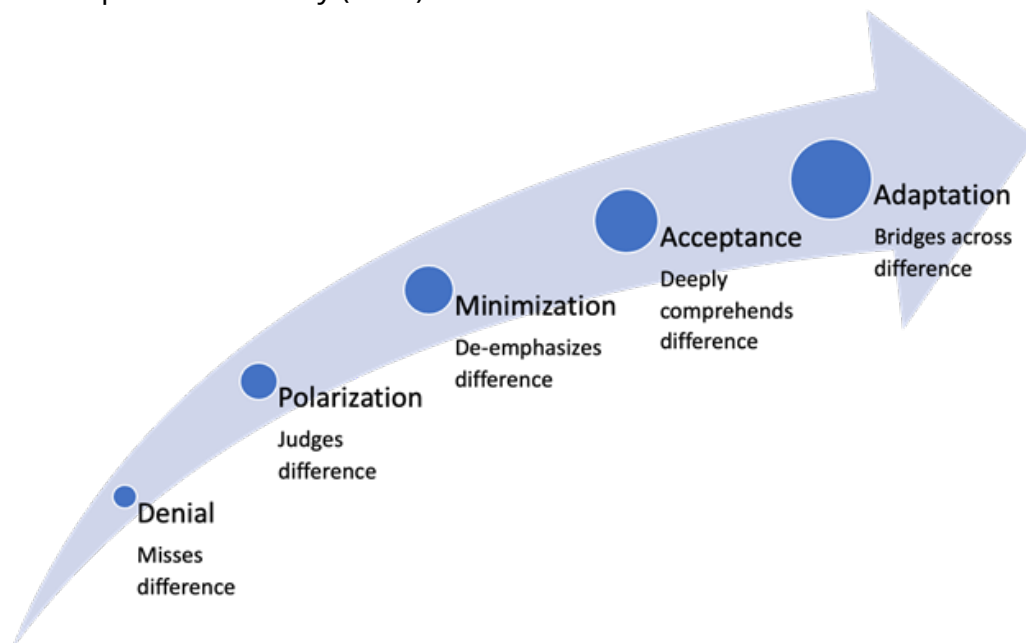 Denial
Misses
difference
Polarization
Judges
difference
Minimization
De-emphasizes
difference
Acceptance
Deeply
comprehends
difference
Adaptation
Bridges across
difference